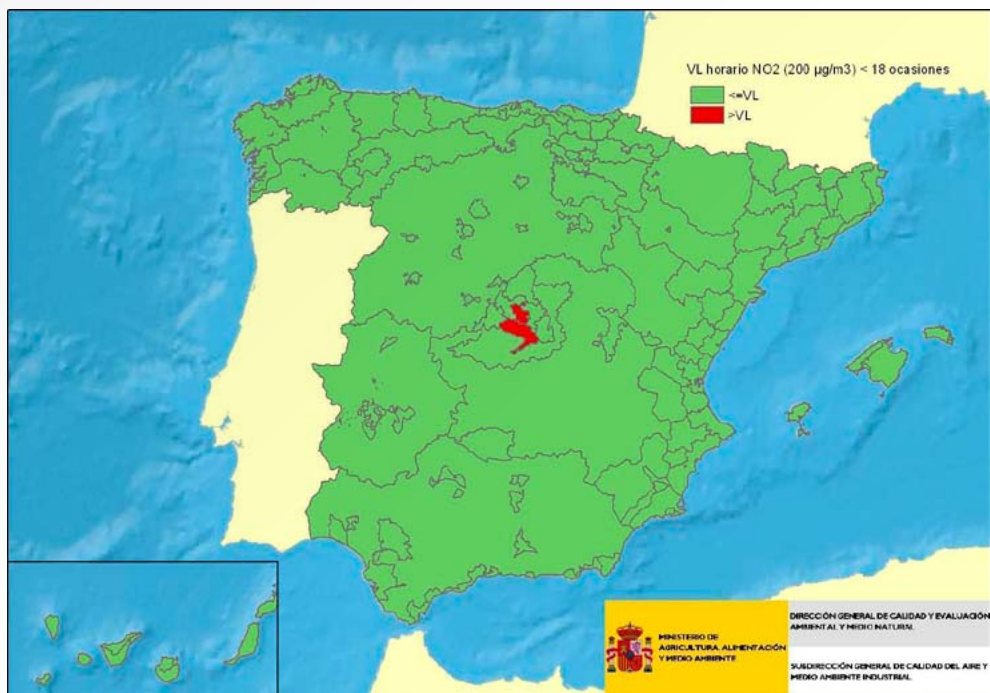 VL horario NO2 (200 µg/m3) < 18 ocasiones
<=VL
>VL
MINISTERIO DE
AGRICULTURA, ALIMENTACIÓN
Y MEDIO AMBIENTE
DIRECCIÓN GENERAL DE CALIDAD Y EVALUACIÓN
AMBIENTAL Y MEDIO NATURAL
SUBDIRECCIÓN GENERAL DE CALIDAD DEL AIRE Y
MEDIO AMBIENTE INDUSTRIAL